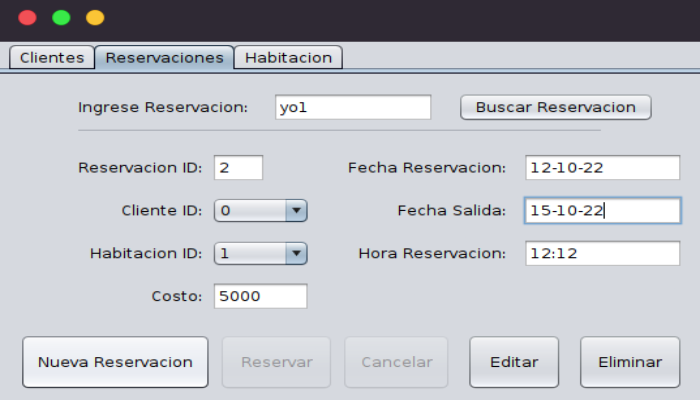 Clientes Reservaciones Habitacion
Ingrese Reservacion: yo1 Buscar Reservacion
Reservacion ID: 2 Fecha Reservacion: 12-10-22
Cliente ID: 0 Fecha Salida: 15-10-22
Habitacion ID: 1 Hora Reservacion: 12:12
Costo: 5000
Nueva Reservacion Reservar Cancelar Editar Eliminar